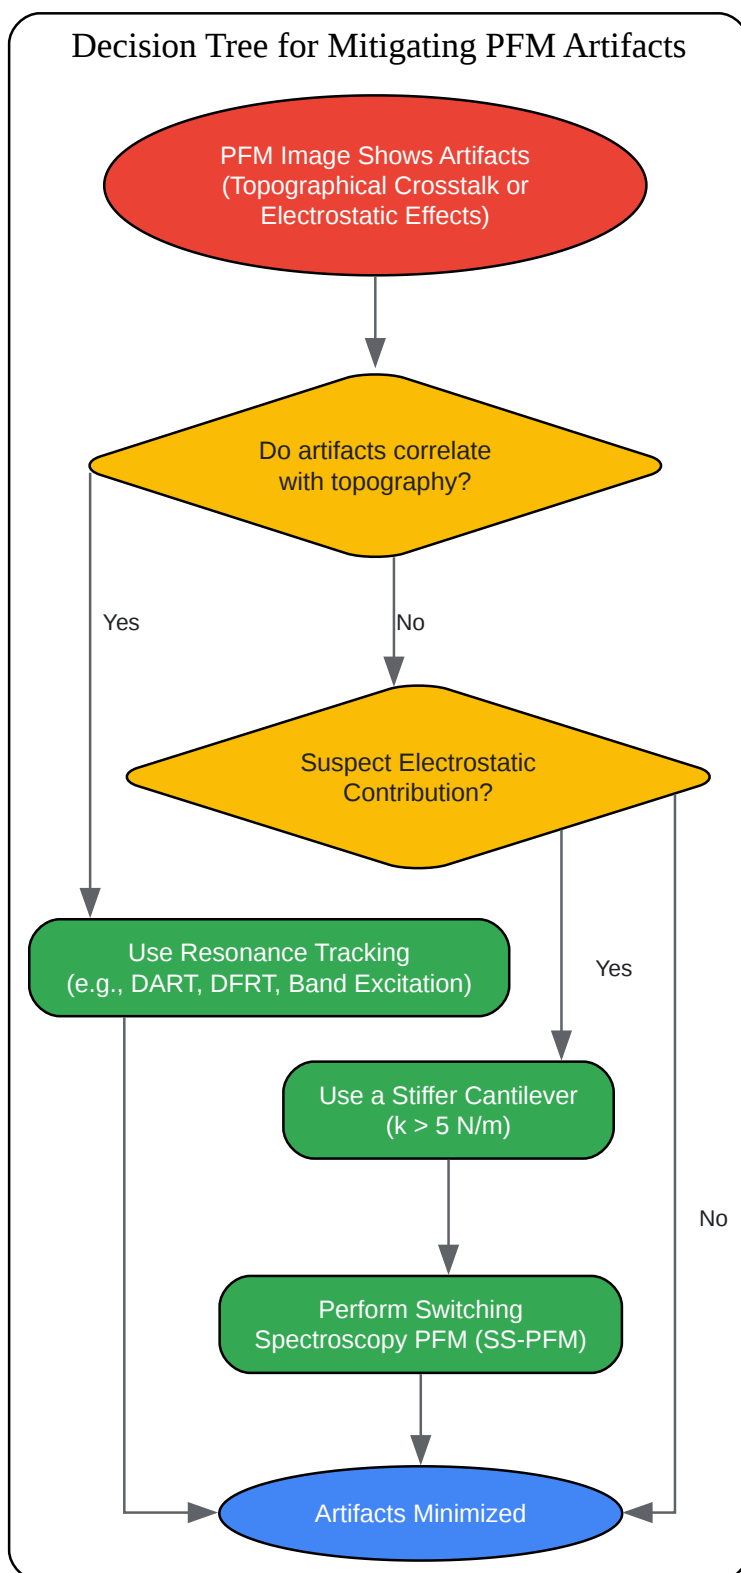 Decision Tree for Mitigating PFM Artifacts
PFM Image Shows Artifacts
(Topographical Crosstalk or
Electrostatic Effects)
Do artifacts correlate
with topography?
Yes
No
Suspect Electrostatic
Contribution?
Use Resonance Tracking
(e.g., DART, DFRT, Band Excitation)
Yes
Use a Stiffer Cantilever
(k > 5 N/m)
No
Perform Switching
Spectroscopy PFM (SS-PFM)
Artifacts Minimized